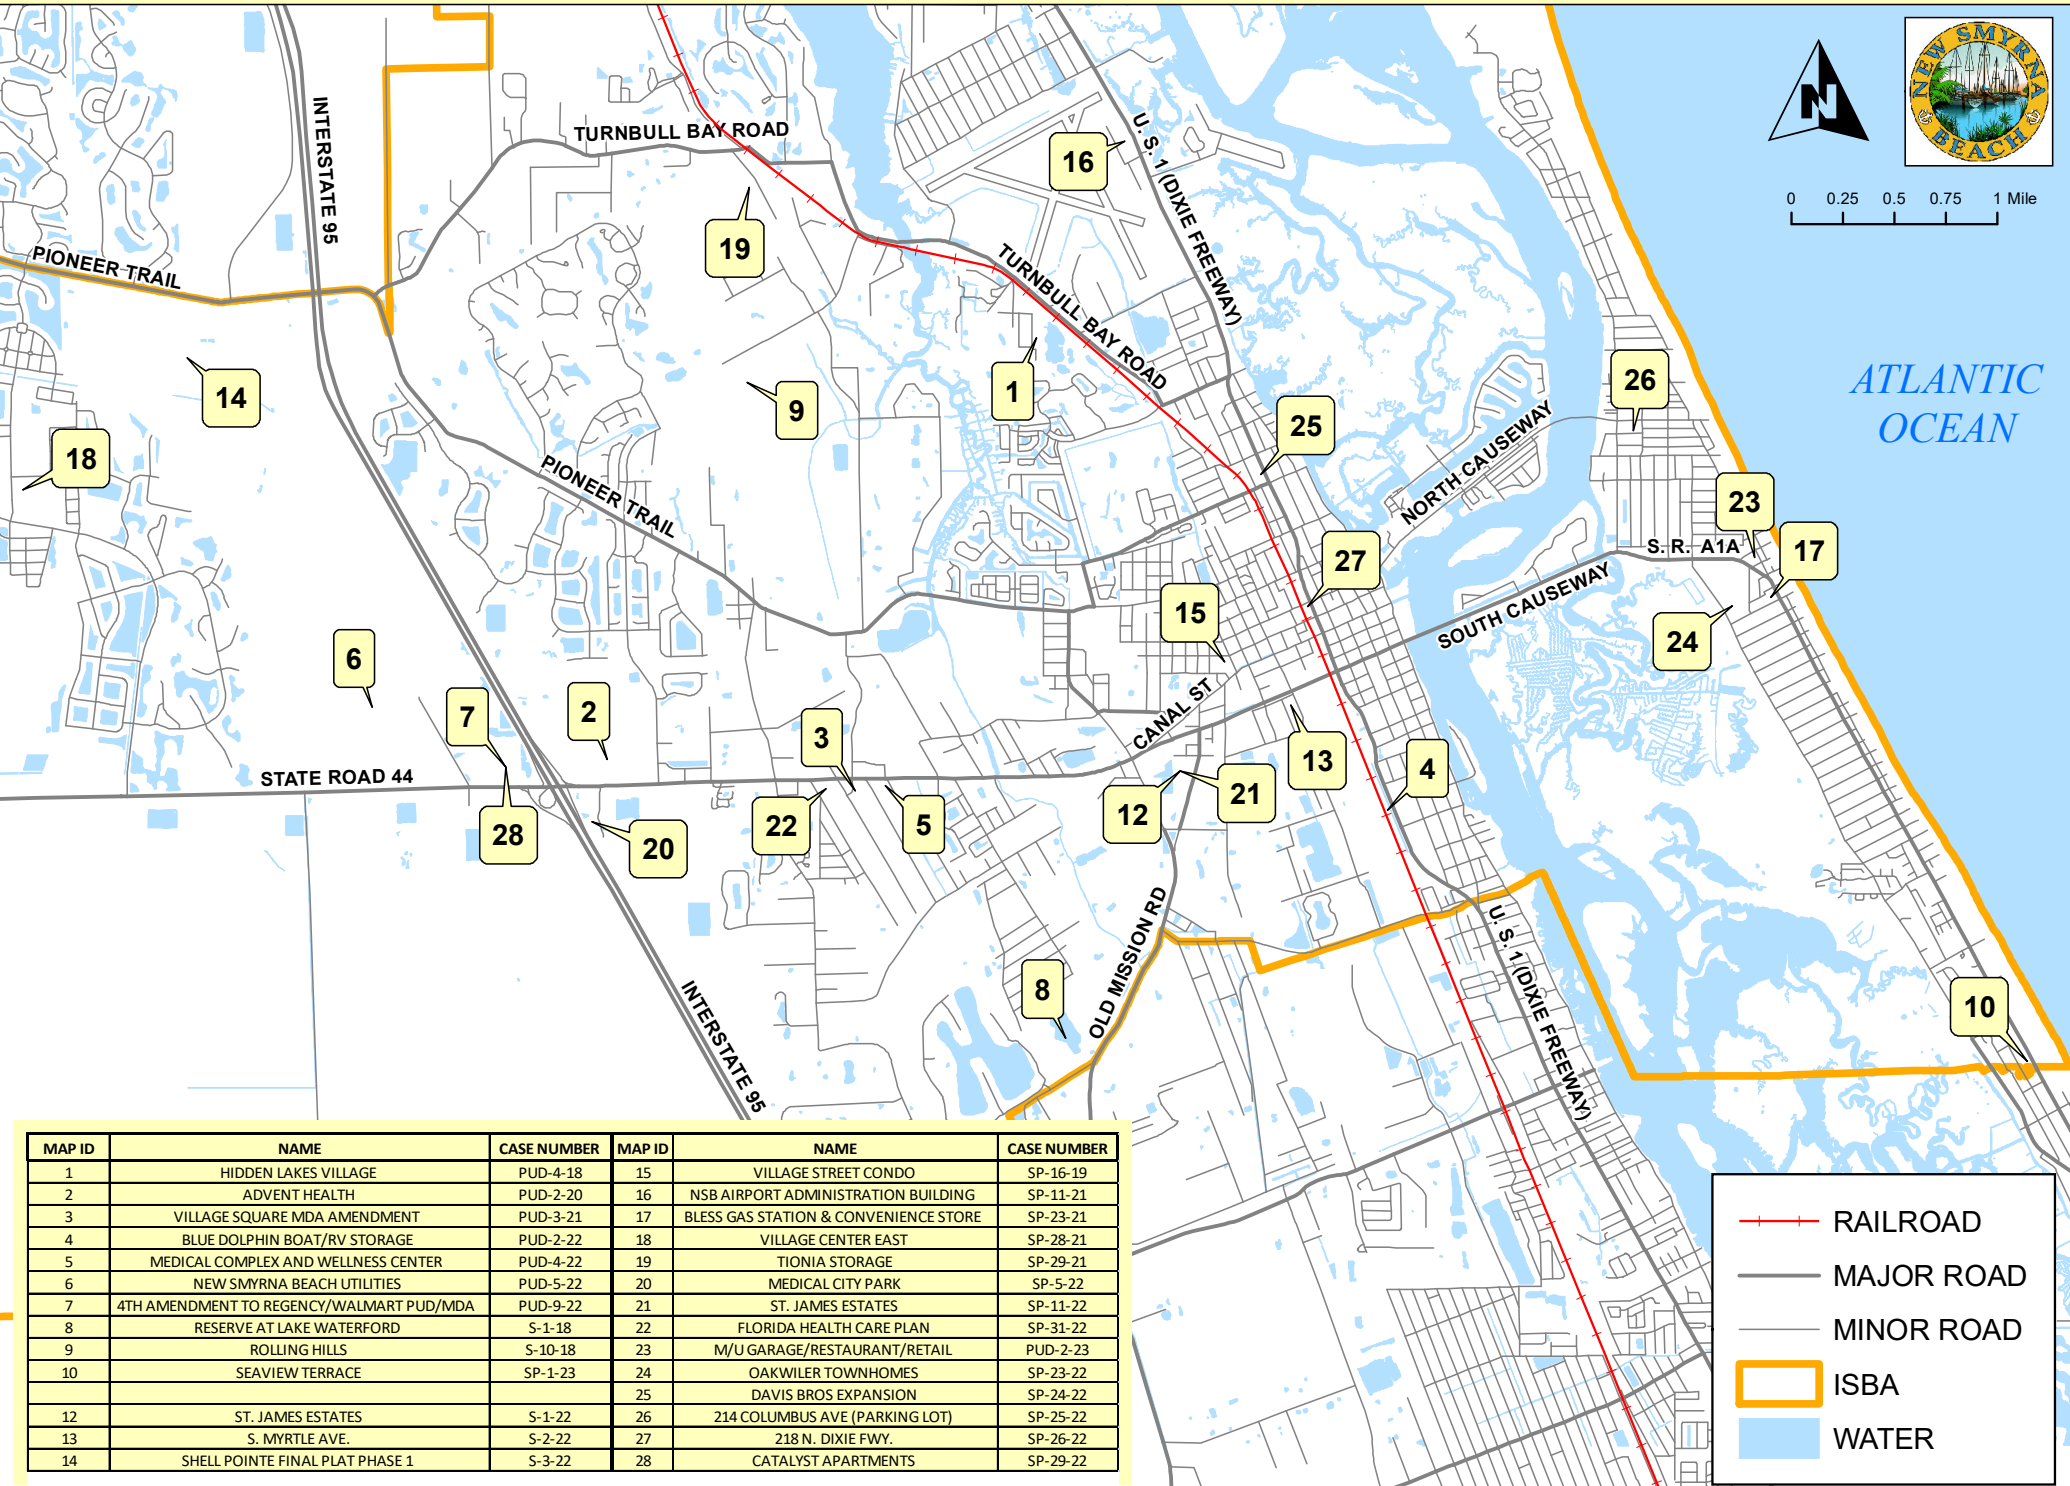 NEW SMYRNA
BEACH
N
0 0.25 0.5 0.75 1 Mile
INTERSTATE 95
TURNBULL BAY ROAD
U. S. 1 (DIXIE FREEWAY)
16
19
PIONEER TRAIL
TURNBULL BAY ROAD
ATLANTIC
OCEAN
14
9
1
26
25
18
PIONEER TRAIL
NORTH CAUSEWAY
23
S. R. A1A
17
27
15
SOUTH CAUSEWAY
24
6
7
2
3
CANAL ST
13
4
STATE ROAD 44
28
20
22
5
12
21
OLD MISSION RD
U. S. 1 (DIXIE FREEWAY)
8
10
INTERSTATE 95
MAP ID NAME CASE NUMBER MAP ID NAME CASE NUMBER
1 HIDDEN LAKES VILLAGE PUD-4-18 15 VILLAGE STREET CONDO SP-16-19
2 ADVENT HEALTH PUD-2-20 16 NSB AIRPORT ADMINISTRATION BUILDING SP-11-21
3 VILLAGE SQUARE MDA AMENDMENT PUD-3-21 17 BLESS GAS STATION & CONVENIENCE STORE SP-23-21
4 BLUE DOLPHIN BOAT/RV STORAGE PUD-2-22 18 VILLAGE CENTER EAST SP-28-21
5 MEDICAL COMPLEX AND WELLNESS CENTER PUD-4-22 19 TIONIA STORAGE SP-29-21
6 NEW SMYRNA BEACH UTILITIES PUD-5-22 20 MEDICAL CITY PARK SP-5-22
7 4TH AMENDMENT TO REGENCY/WALMART PUD/MDA PUD-9-22 21 ST. JAMES ESTATES SP-11-22
8 RESERVE AT LAKE WATERFORD S-1-18 22 FLORIDA HEALTH CARE PLAN SP-31-22
9 ROLLING HILLS S-10-18 23 M/U GARAGE/RESTAURANT/RETAIL PUD-2-23
10 SEAVIEW TERRACE SP-1-23 24 OAKWILER TOWNHOMES SP-23-22
25 DAVIS BROS EXPANSION SP-24-22
12 ST. JAMES ESTATES S-1-22 26 214 COLUMBUS AVE (PARKING LOT) SP-25-22
13 S. MYRTLE AVE. S-2-22 27 218 N. DIXIE FWY. SP-26-22
14 SHELL POINTE FINAL PLAT PHASE 1 S-3-22 28 CATALYST APARTMENTS SP-29-22
RAILROAD
MAJOR ROAD
MINOR ROAD
ISBA
WATER